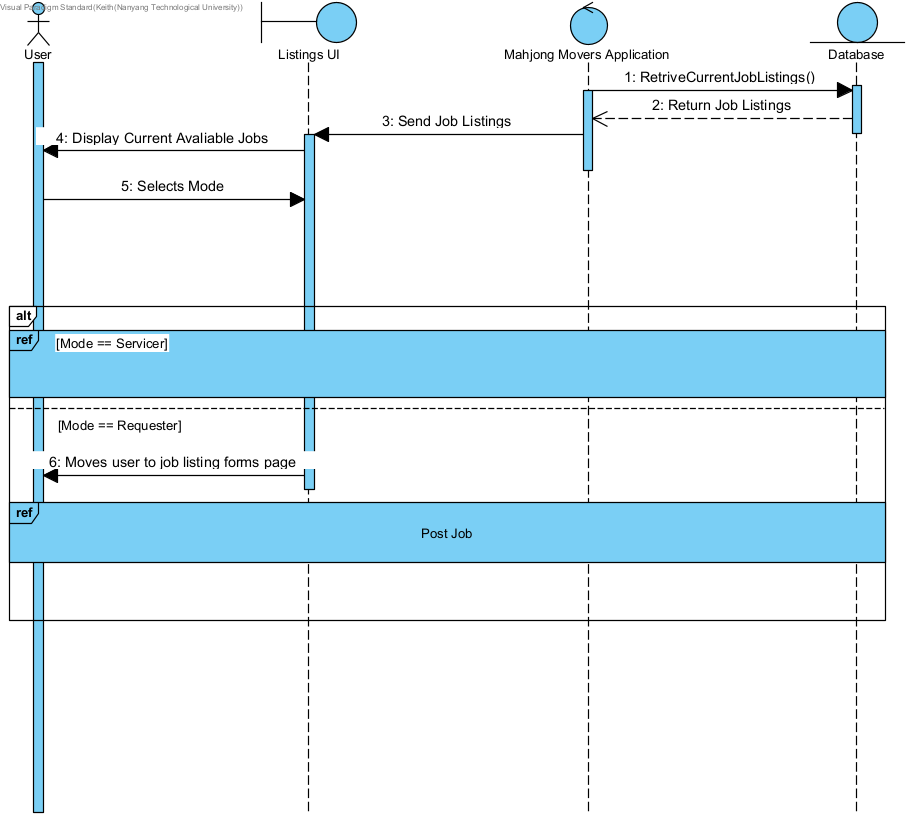 Visual Paradigm Standard(Keith(Nanyang Technological University))
User
Listings UI
Mahjong Movers Application
Database
1: RetriveCurrentJobListings()
2: Return Job Listings
3: Send Job Listings
4: Display Current Avaliable Jobs
5: Selects Mode
alt
ref
[Mode == Servicer]
[Mode == Requester]
6: Moves user to job listing forms page
ref
Post Job